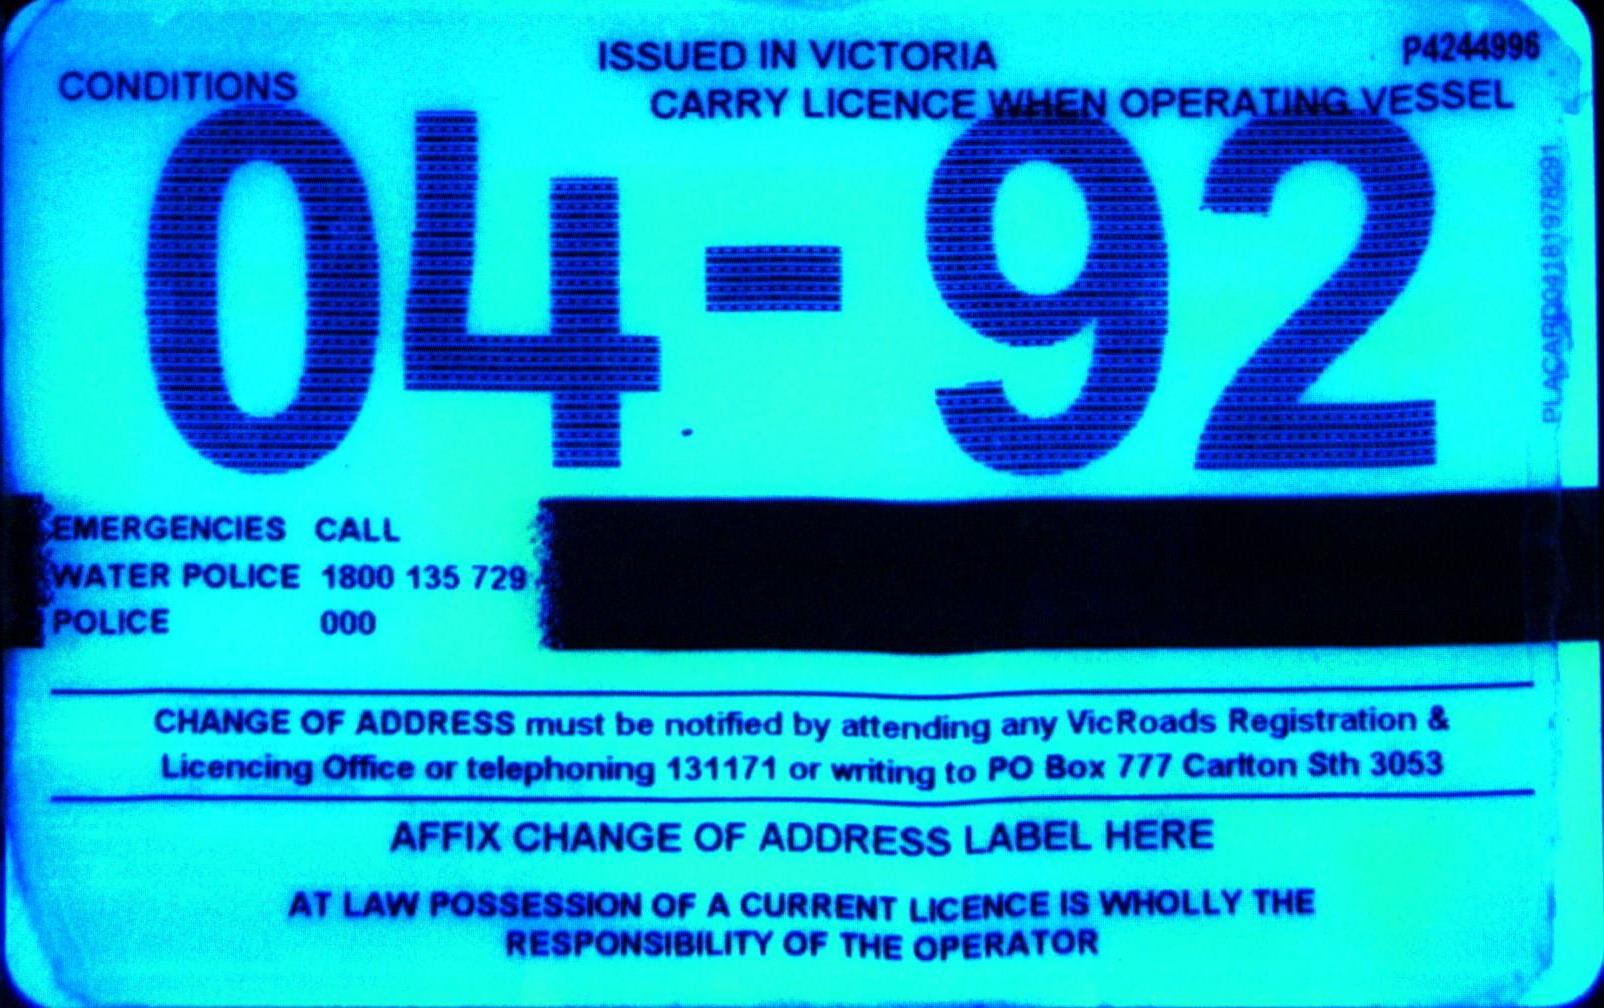 ISSUED IN VICTORIA
P4244996
CONDITIONS
CARRY LICENCE WHEN OPERATING VESSEL
04-92
EMERGENCIES CALL
WATER POLICE 1800 135 729
POLICE 000
CHANGE OF ADDRESS must be notified by attending any VicRoads Registration &
Licencing Office or telephoning 131171 or writing to PO Box 777 Carlton Sth 3053
AFFIX CHANGE OF ADDRESS LABEL HERE
AT LAW POSSESSION OF A CURRENT LICENCE IS WHOLLY THE
RESPONSIBILITY OF THE OPERATOR